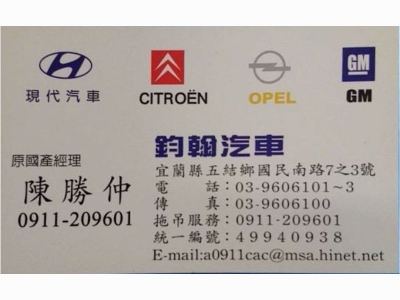 現代汽車
CITROËN
OPEL
GM
GM
鈞翰汽車
原國產經理
陳勝仲
0911-209601
宜蘭縣五結鄉國民南路7之3號
電話:03-9606101~3
傳真:03-9606100
拖吊服務:0911-209601
統一編號:49940938
E-mail:a0911cac@msa.hinet.net